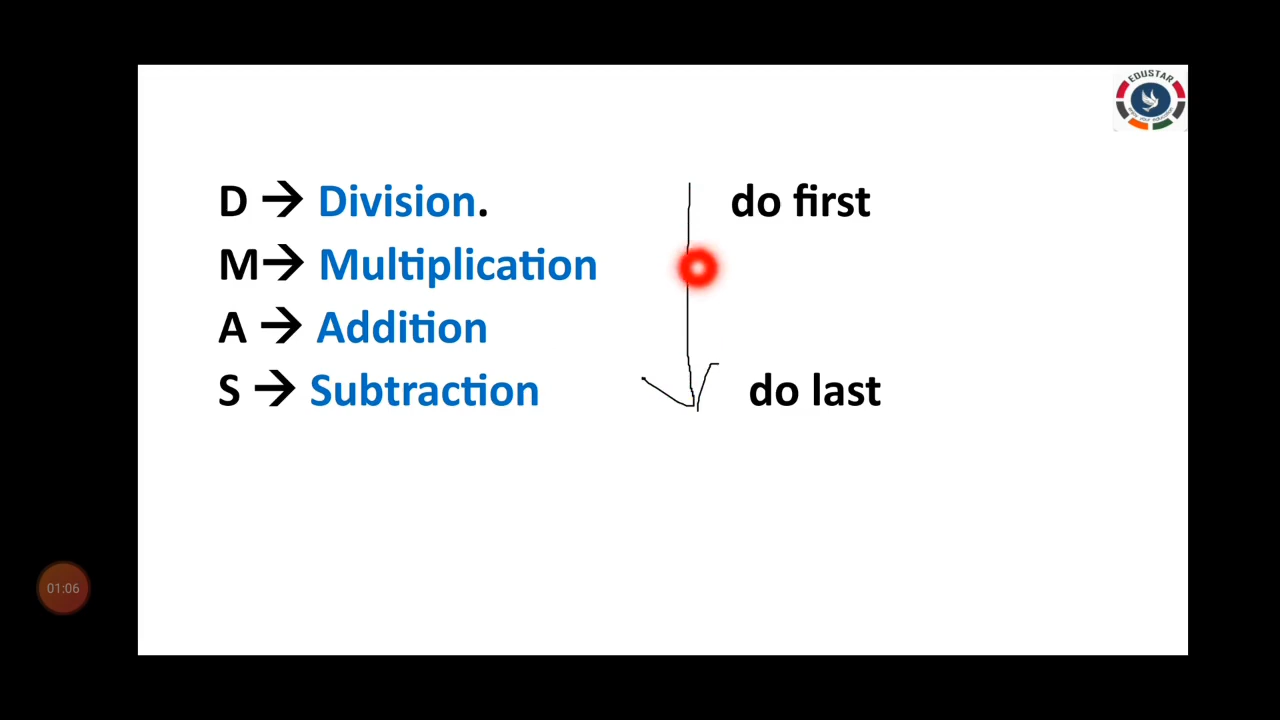 EDUSTAR
D → Division. do first
M→ Multiplication
A → Addition
S → Subtraction do last
01:06